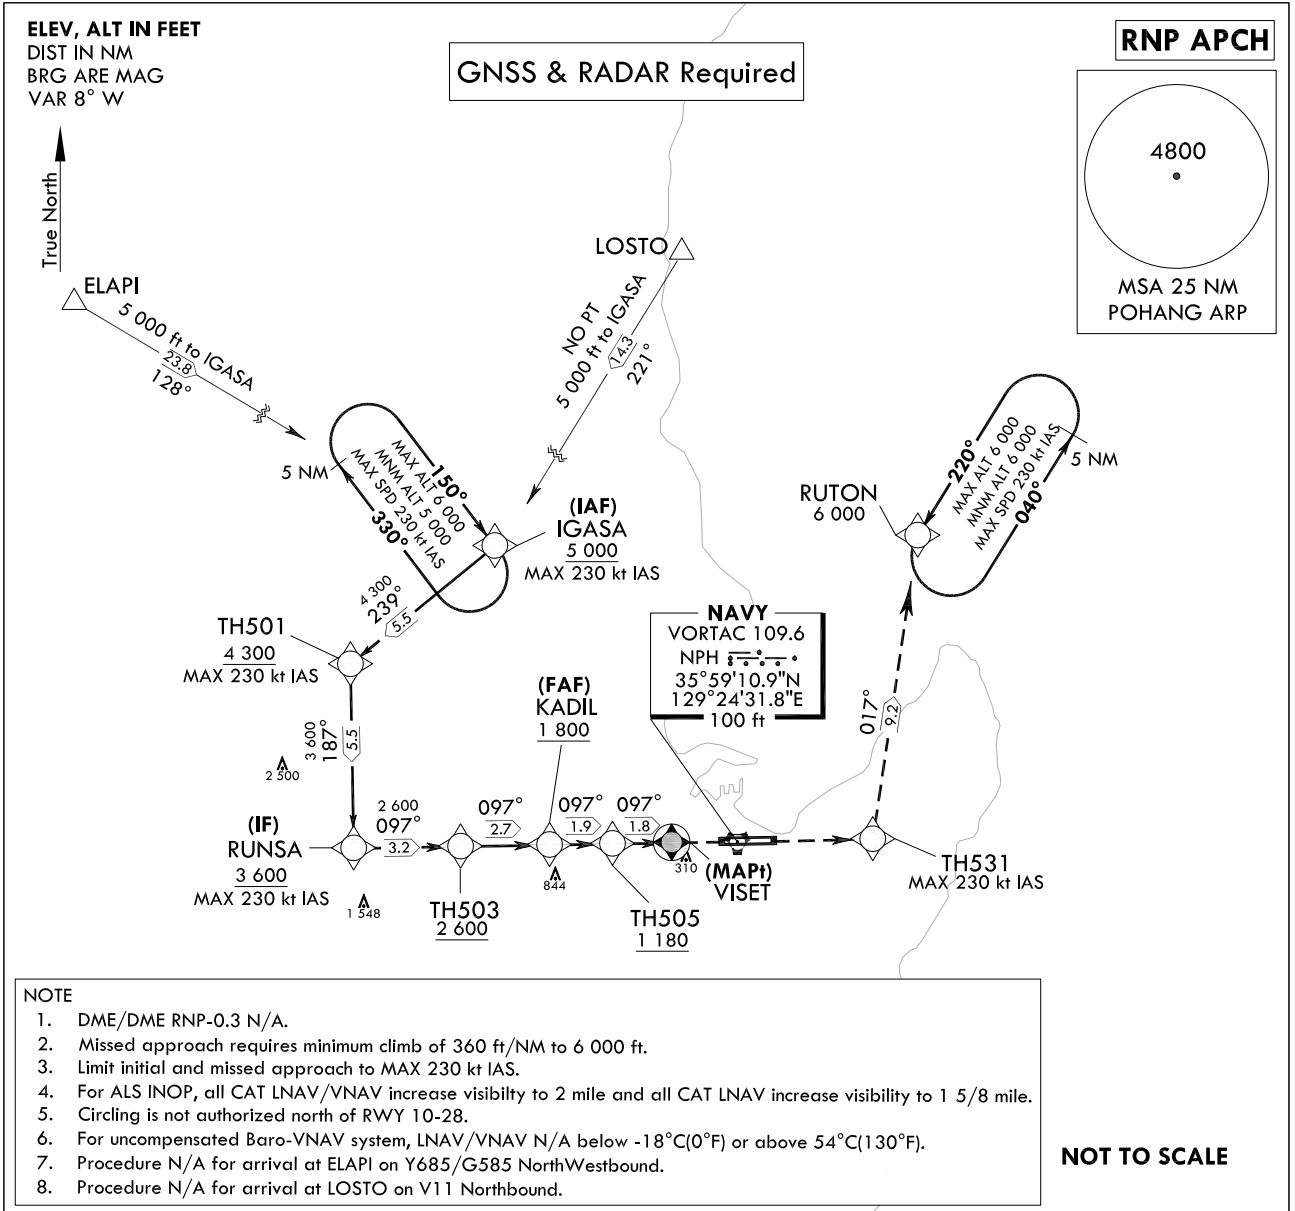 ELEV, ALT IN FEET
DIST IN NM
BRG ARE MAG
VAR 8° W
GNSS & RADAR Required
RNP APCH
4800
MSA 25 NM
POHANG ARP
True North
ELAPI
5 000 ft to IGASA
23.8
128°
LOSTO
NO PT
5 000 ft to IGASA
14.3
221°
5 NM
150°
MAX ALT 6 000
MNM ALT 5 000
MAX SPD 230 kt IAS
330°
(IAF)
IGASA
5 000
MAX 230 kt IAS
RUTON
6 000
220°
MAX ALT 6 000
MNM ALT 6 000
MAX SPD 230 kt IAS
040°
5 NM
4 300
239°
5.5
TH501
4 300
MAX 230 kt IAS
3 600
187°
5.5
2 500
NAVY
VORTAC 109.6
NPH
35°59'10.9"N
129°24'31.8"E
100 ft
(FAF)
KADIL
1 800
017°
9.2
(IF)
RUNSA
3 600
MAX 230 kt IAS
2 600
097°
3.2
097°
2.7
097°
1.9
097°
1.8
1 548
TH503
2 600
844
TH505
1 180
310
(MAPt)
VISET
TH531
MAX 230 kt IAS
NOTE
1. DME/DME RNP-0.3 N/A.
2. Missed approach requires minimum climb of 360 ft/NM to 6 000 ft.
3. Limit initial and missed approach to MAX 230 kt IAS.
4. For ALS INOP, all CAT LNAV/VNAV increase visibilty to 2 mile and all CAT LNAV increase visibility to 1 5/8 mile.
5. Circling is not authorized north of RWY 10-28.
6. For uncompensated Baro-VNAV system, LNAV/VNAV N/A below -18°C(0°F) or above 54°C(130°F).
7. Procedure N/A for arrival at ELAPI on Y685/G585 NorthWestbound.
8. Procedure N/A for arrival at LOSTO on V11 Northbound.
NOT TO SCALE